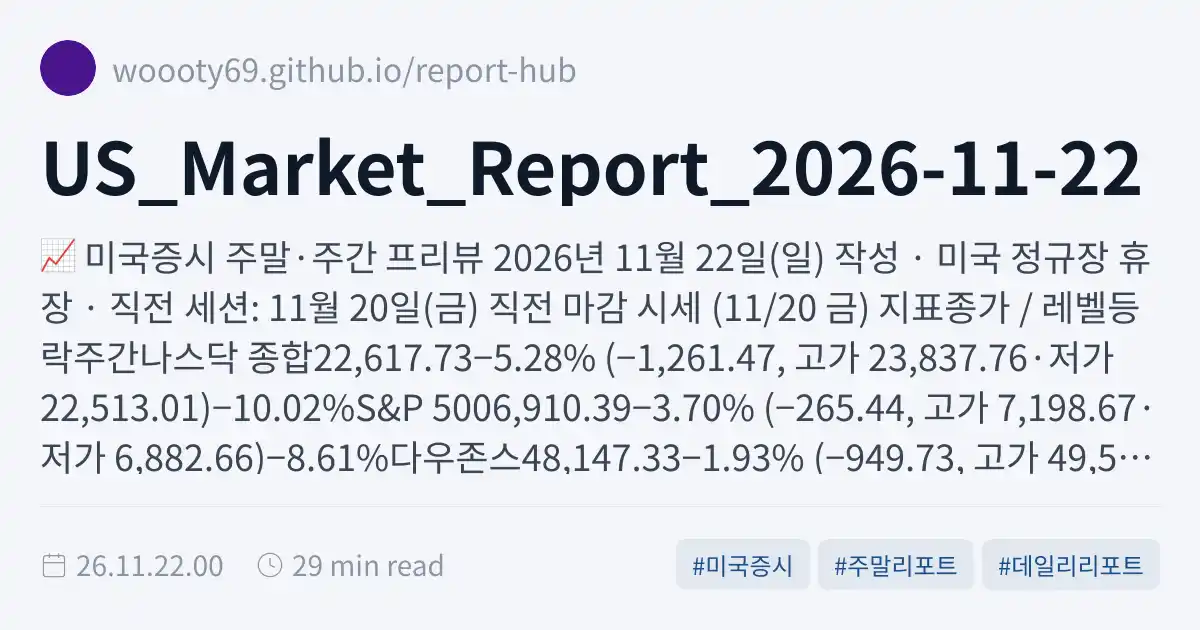 woooty69.github.io/report-hub
US_Market_Report_2026-11-22
📈 미국증시 주말·주간 프리뷰 2026년 11월 22일(일) 작성 · 미국 정규장 휴
장 · 직전 세션: 11월 20일(금) 직전 마감 시세 (11/20 금) 지표종가 / 레벨등
락주간나스닥 종합22,617.73−5.28% (−1,261.47, 고가 23,837.76·저가
22,513.01)−10.02%S&P 5006,910.39−3.70% (−265.44, 고가 7,198.67·
저가 6,882.66)−8.61%다우존스48,147.33−1.93% (−949.73, 고가 49,5⋯
26.11.22.00 29 min read #미국증시 #주말리포트 #데일리리포트